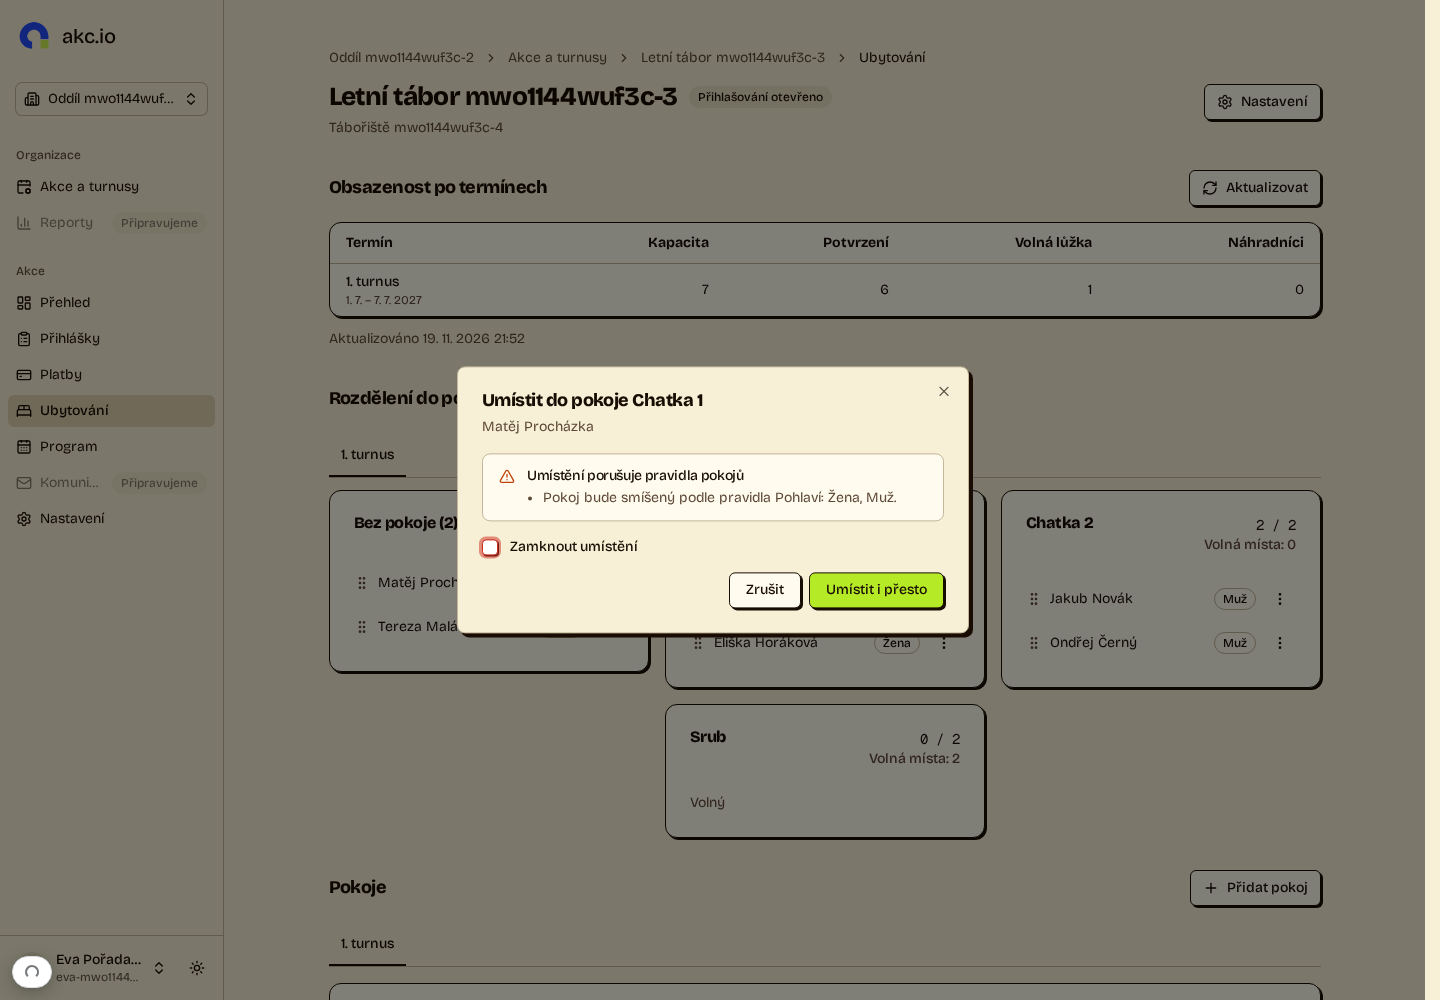 akc.io
Oddíl mwo1144wuf...
Organizace
Akce a turnusy
Reporty Připravujeme
Akce
Přehled
Přihlášky
Platby
Ubytování
Program
Komuni... Připravujeme
Nastavení
Eva Pořada...
eva-mwo1144...
Oddíl mwo1144wuf3c-2 > Akce a turnusy > Letní tábor mwo1144wuf3c-3 > Ubytování
Letní tábor mwo1144wuf3c-3 Přihlašování otevřeno
Nastavení
Tábořiště mwo1144wuf3c-4
Obsazenost po termínech
Aktualizovat
Termín Kapacita Potvrzení Volná lůžka Náhradníci
1. turnus 7 6 1 0
1. 7. – 7. 7. 2027
Aktualizováno 19. 11. 2026 21:52
Rozdělení do po
1. turnus
Umístit do pokoje Chatka 1
Matěj Procházka
Umístění porušuje pravidla pokojů
• Pokoj bude smíšený podle pravidla Pohlaví: Žena, Muž.
Zamknout umístění
Zrušit Umístit i přesto
Bez pokoje (2)
Matěj Proch
Tereza Malá
Eliška Horáková Žena
Chatka 2 2 / 2
Volná místa: 0
Jakub Novák Muž
Ondřej Černý Muž
Srub 0 / 2
Volná místa: 2
Volný
Pokoje
Přidat pokoj
1. turnus